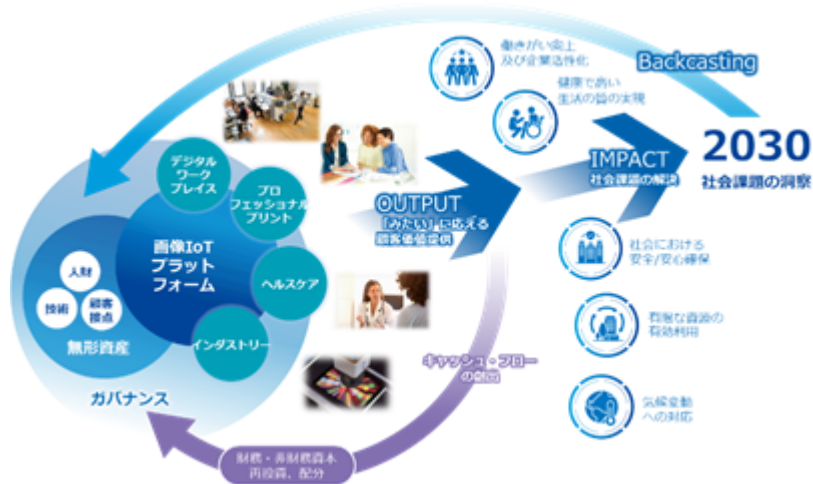 Backcasting
働きがい向上
及び企業活性化
健康で高い
生活の質の実現
2030
社会課題の洞察
IMPACT
社会課題の解決
OUTPUT
「みたい」に応える
顧客価値提供
デジタル
ワーク
プレイス
プロ
フェッショナル
プリント
画像IoT
プラット
フォーム
ヘルスケア
インダストリー
人財
技術
顧客
接点
無形資産
ガバナンス
社会における
安全/安心確保
有限な資源の
有効利用
気候変動
への対応
キャッシュ・フロー
の創出
財務・非財務資本
再投資、配分